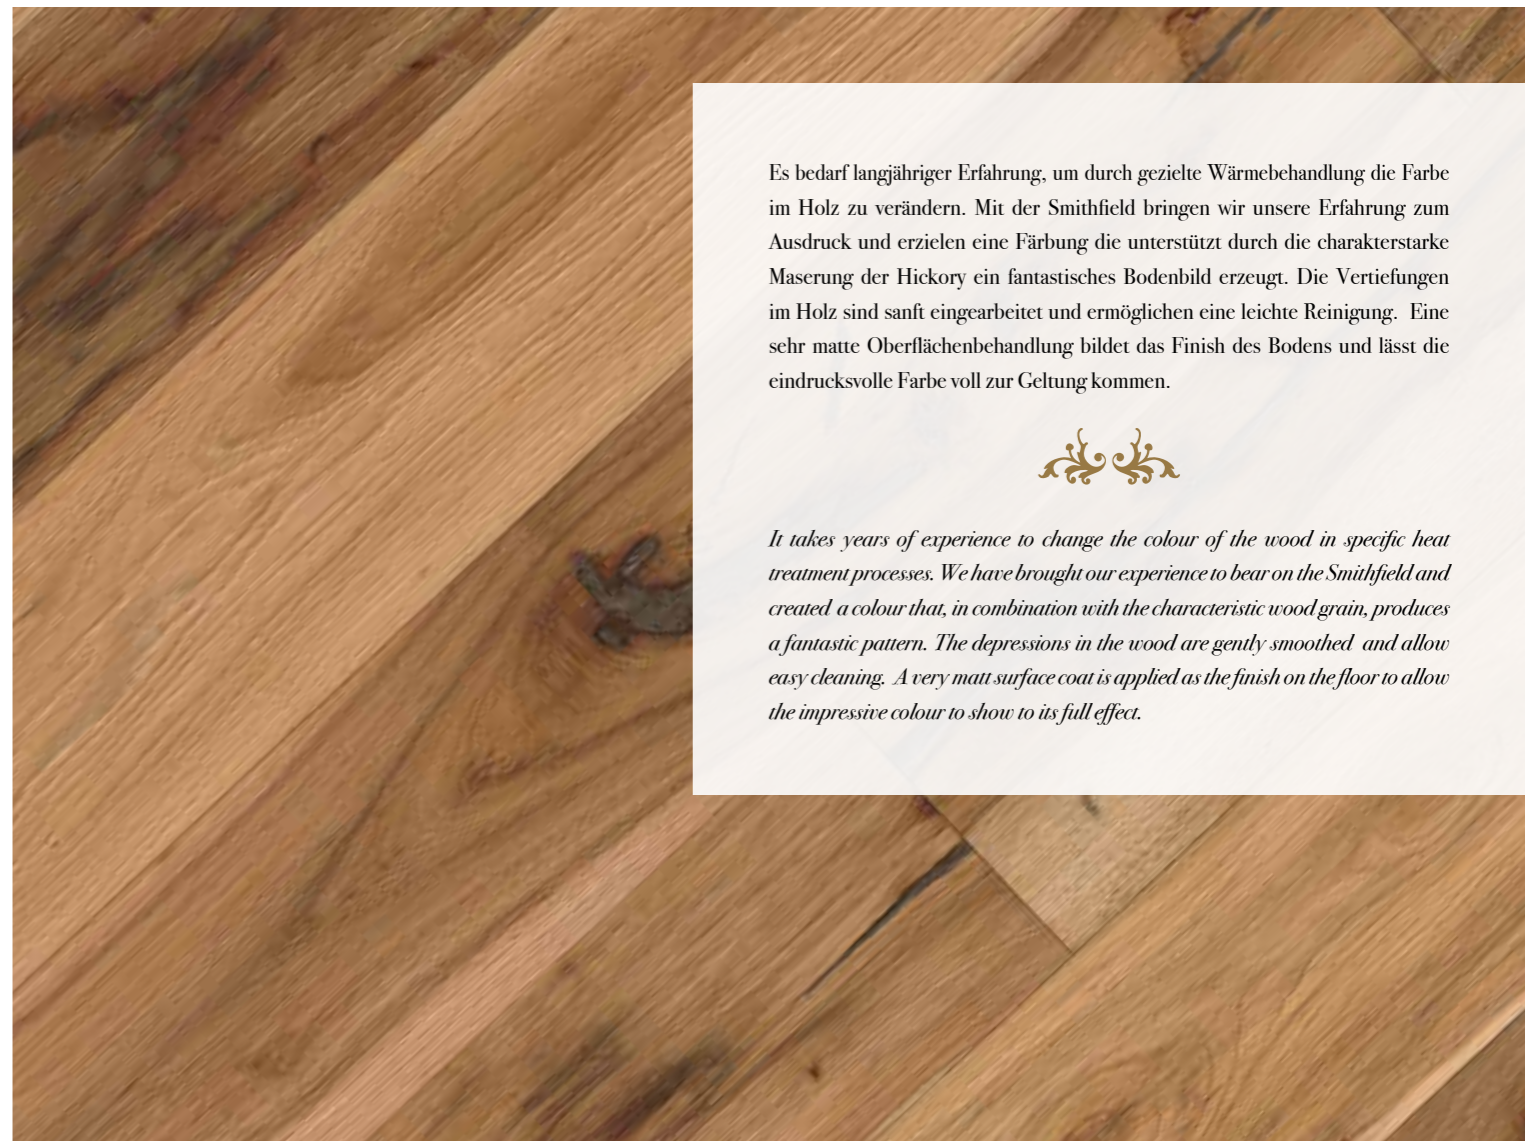 Es bedarf langjähriger Erfahrung, um durch gezielte Wärmebehandlung die Farbe
im Holz zu verändern. Mit der Smithfield bringen wir unsere Erfahrung zum
Ausdruck und erzielen eine Färbung die unterstützt durch die charakterstarke
Maserung der Hickory ein fantastisches Bodenbild erzeugt. Die Vertiefungen
im Holz sind sanft eingearbeitet und ermöglichen eine leichte Reinigung.  Eine
sehr matte Oberflächenbehandlung bildet das Finish des Bodens und lässt die
eindrucksvolle Farbe voll zur Geltung kommen.
It takes years of experience to change the colour of the wood in specific heat
treatment processes. We have brought our experience to bear on the Smithfield and
created a colour that, in combination with the characteristic wood grain, produces
a fantastic pattern. The depressions in the wood are gently smoothed  and allow
easy cleaning.  A very matt surface coat is applied as the finish on the floor to allow
the impressive colour to show to its full effect.